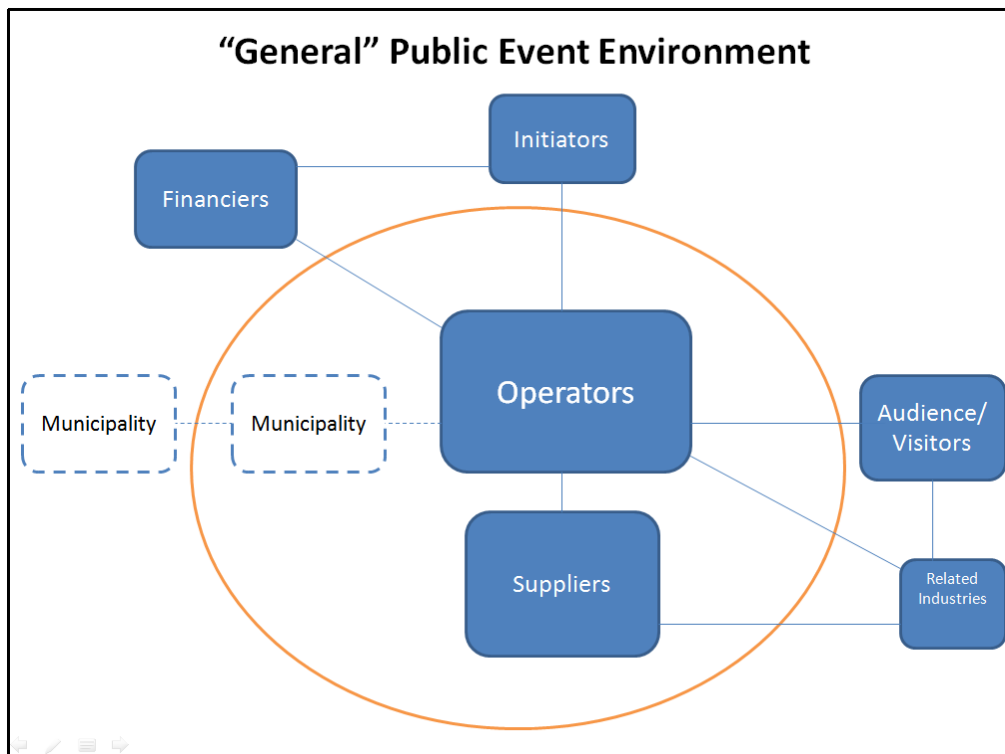 “General” Public Event Environment
Initiators
Financiers
Operators
Municipality
Municipality
Audience/
Visitors
Suppliers
Related
Industries